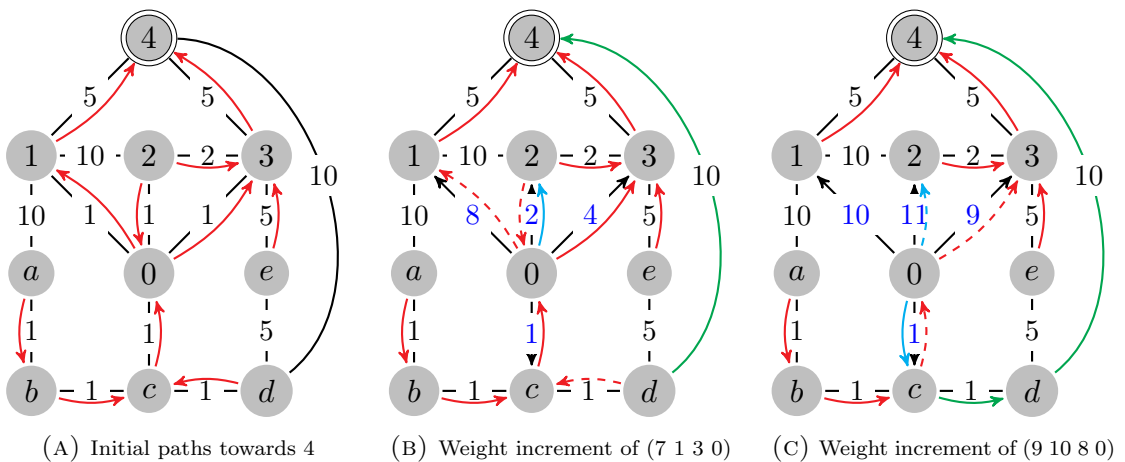 4 4 4
5 5 5 5 5 5
1 10 2 2 3 10 1 10 2 2 3 10 1 10 2 2 3 10
10 1 1 1 5 10 8 2 4 5 10 10 11 9 5
a 0 e a 0 e a 0 e
1 1 5 1 1 5 1 1 5
b 1 c 1 d b 1 c 1 d b 1 c 1 d
(A) Initial paths towards 4 (B) Weight increment of (7 1 3 0) (C) Weight increment of (9 10 8 0)